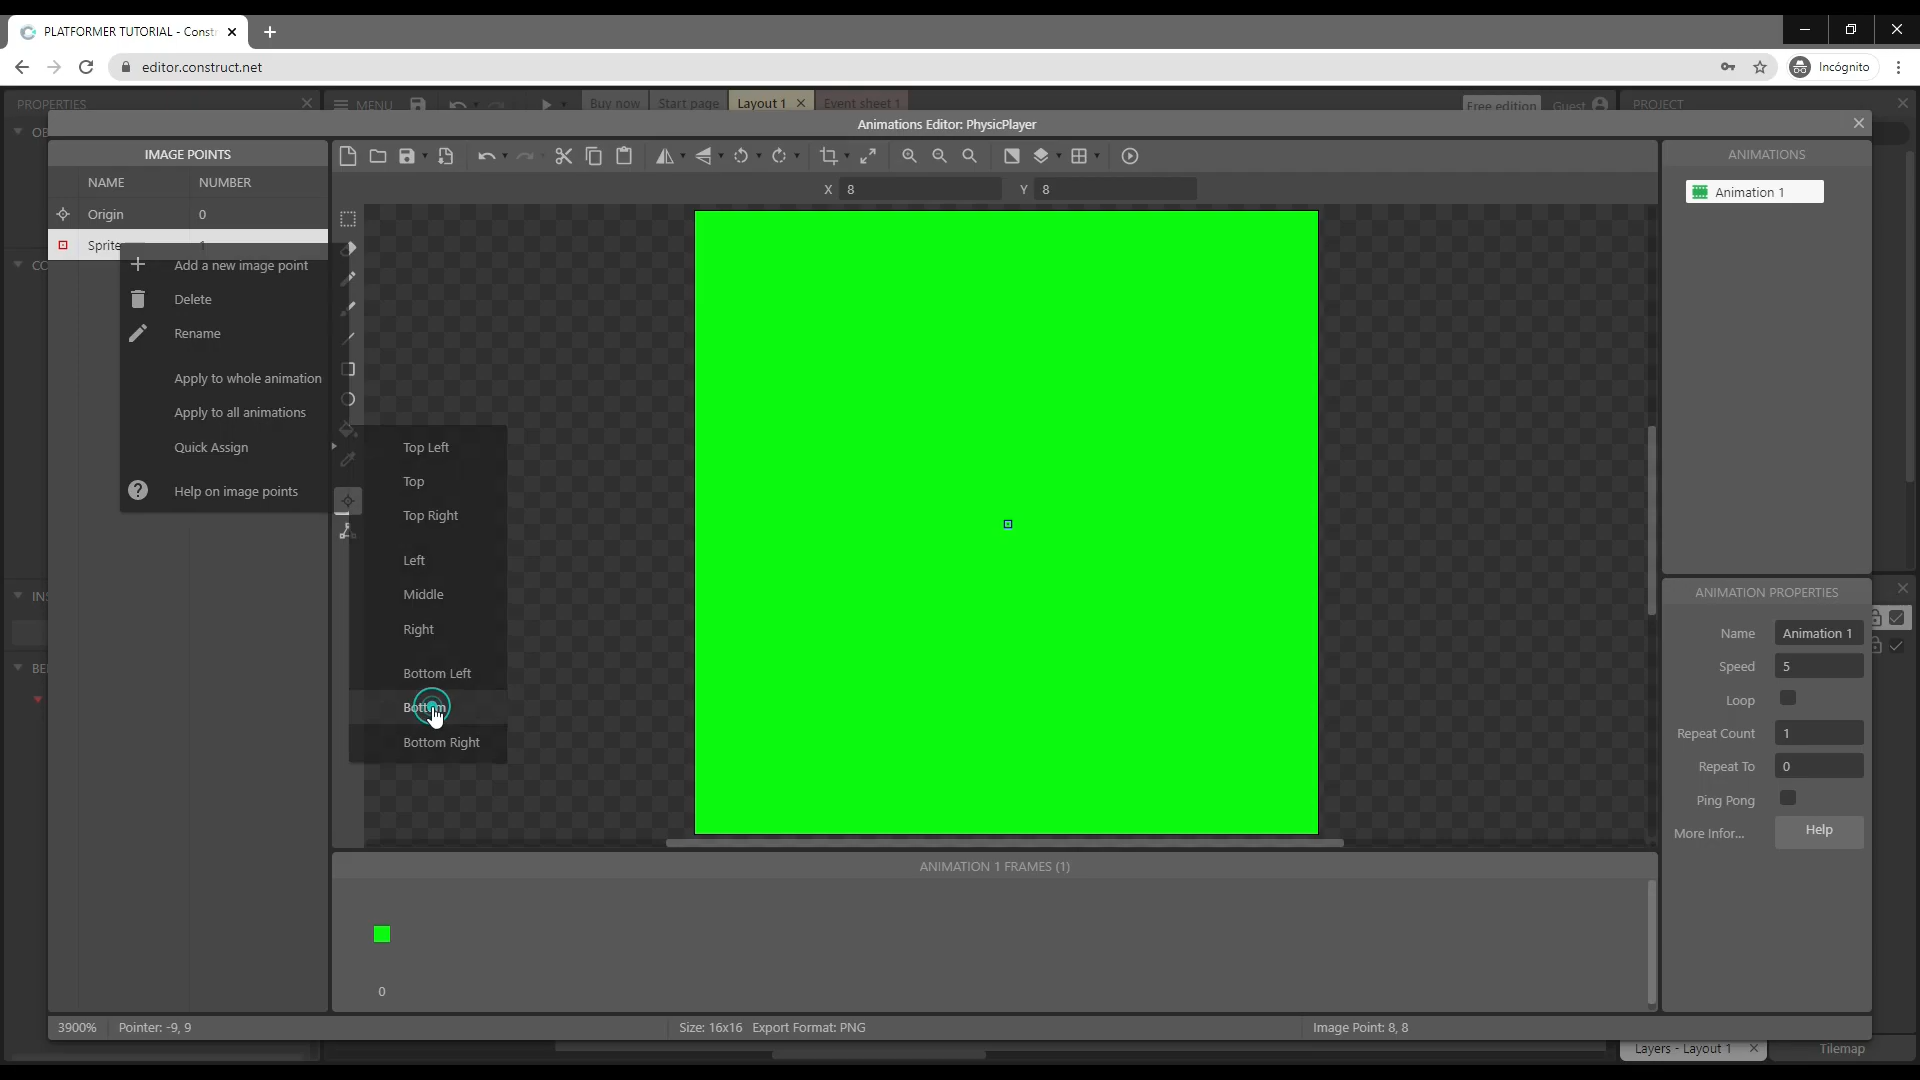 PLATFORMER TUTORIAL - Const
editor.construct.net
Incógnito
PROPERTIES
MENU
Buy now
Start page
Layout 1
Event sheet 1
Free edition
Guest
PROJECT
Animations Editor: PhysicPlayer
OB
IMAGE POINTS
ANIMATIONS
NAME NUMBER
X 8 Y 8
Animation 1
Origin 0
Sprite 1
CO
Add a new image point
Delete
Rename
Apply to whole animation
Apply to all animations
Quick Assign
Help on image points
Top Left
Top
Top Right
Left
Middle
Right
Bottom Left
Bottom
Bottom Right
INS
BE
ANIMATION PROPERTIES
Name Animation 1
Speed 5
Loop
Repeat Count 1
Repeat To 0
Ping Pong
More Infor... Help
ANIMATION 1 FRAMES (1)
0
3900% Pointer: -9, 9 Size: 16x16 Export Format: PNG Image Point: 8, 8
Layers - Layout 1 Tilemap